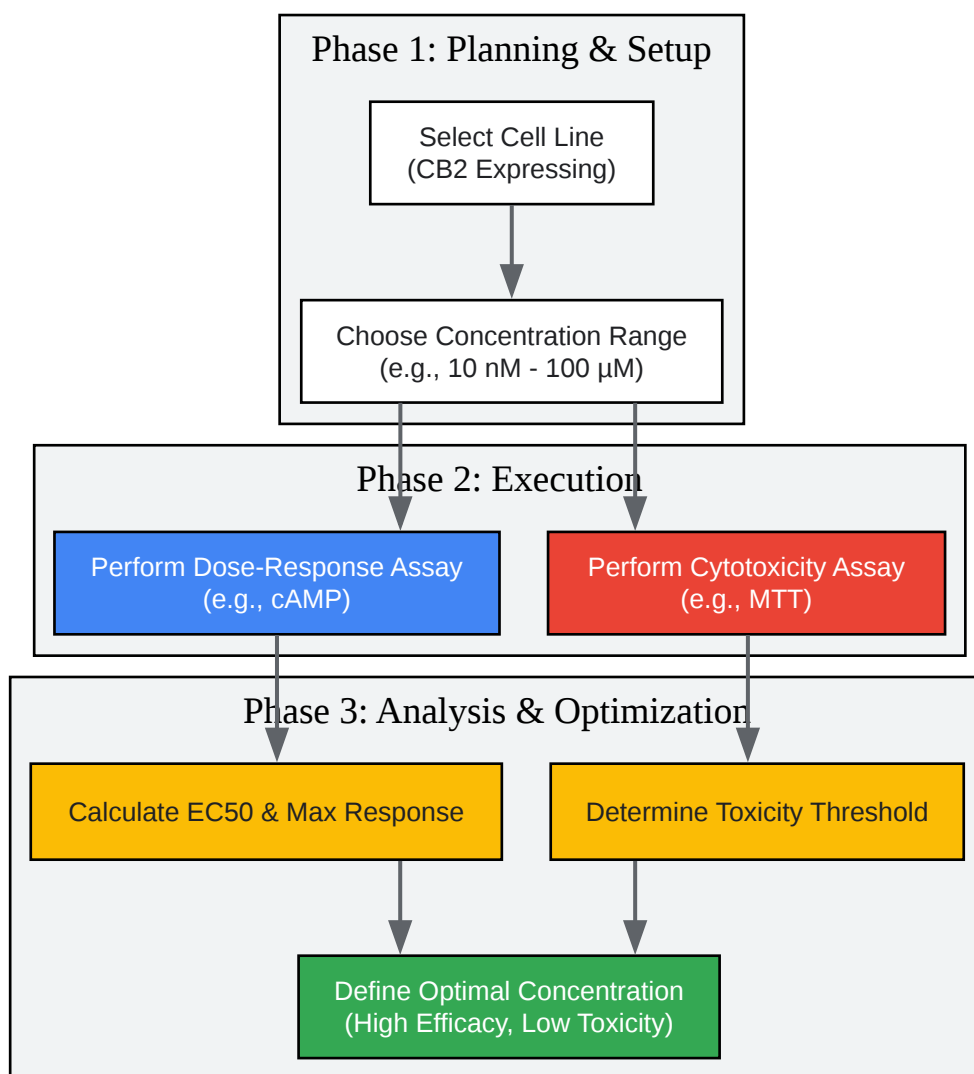 Phase 1: Planning & Setup
Select Cell Line
(CB2 Expressing)
Choose Concentration Range
(e.g., 10 nM - 100 µM)
Phase 2: Execution
Perform Dose-Response Assay
(e.g., cAMP)
Perform Cytotoxicity Assay
(e.g., MTT)
Phase 3: Analysis & Optimization
Calculate EC50 & Max Response
Determine Toxicity Threshold
Define Optimal Concentration
(High Efficacy, Low Toxicity)